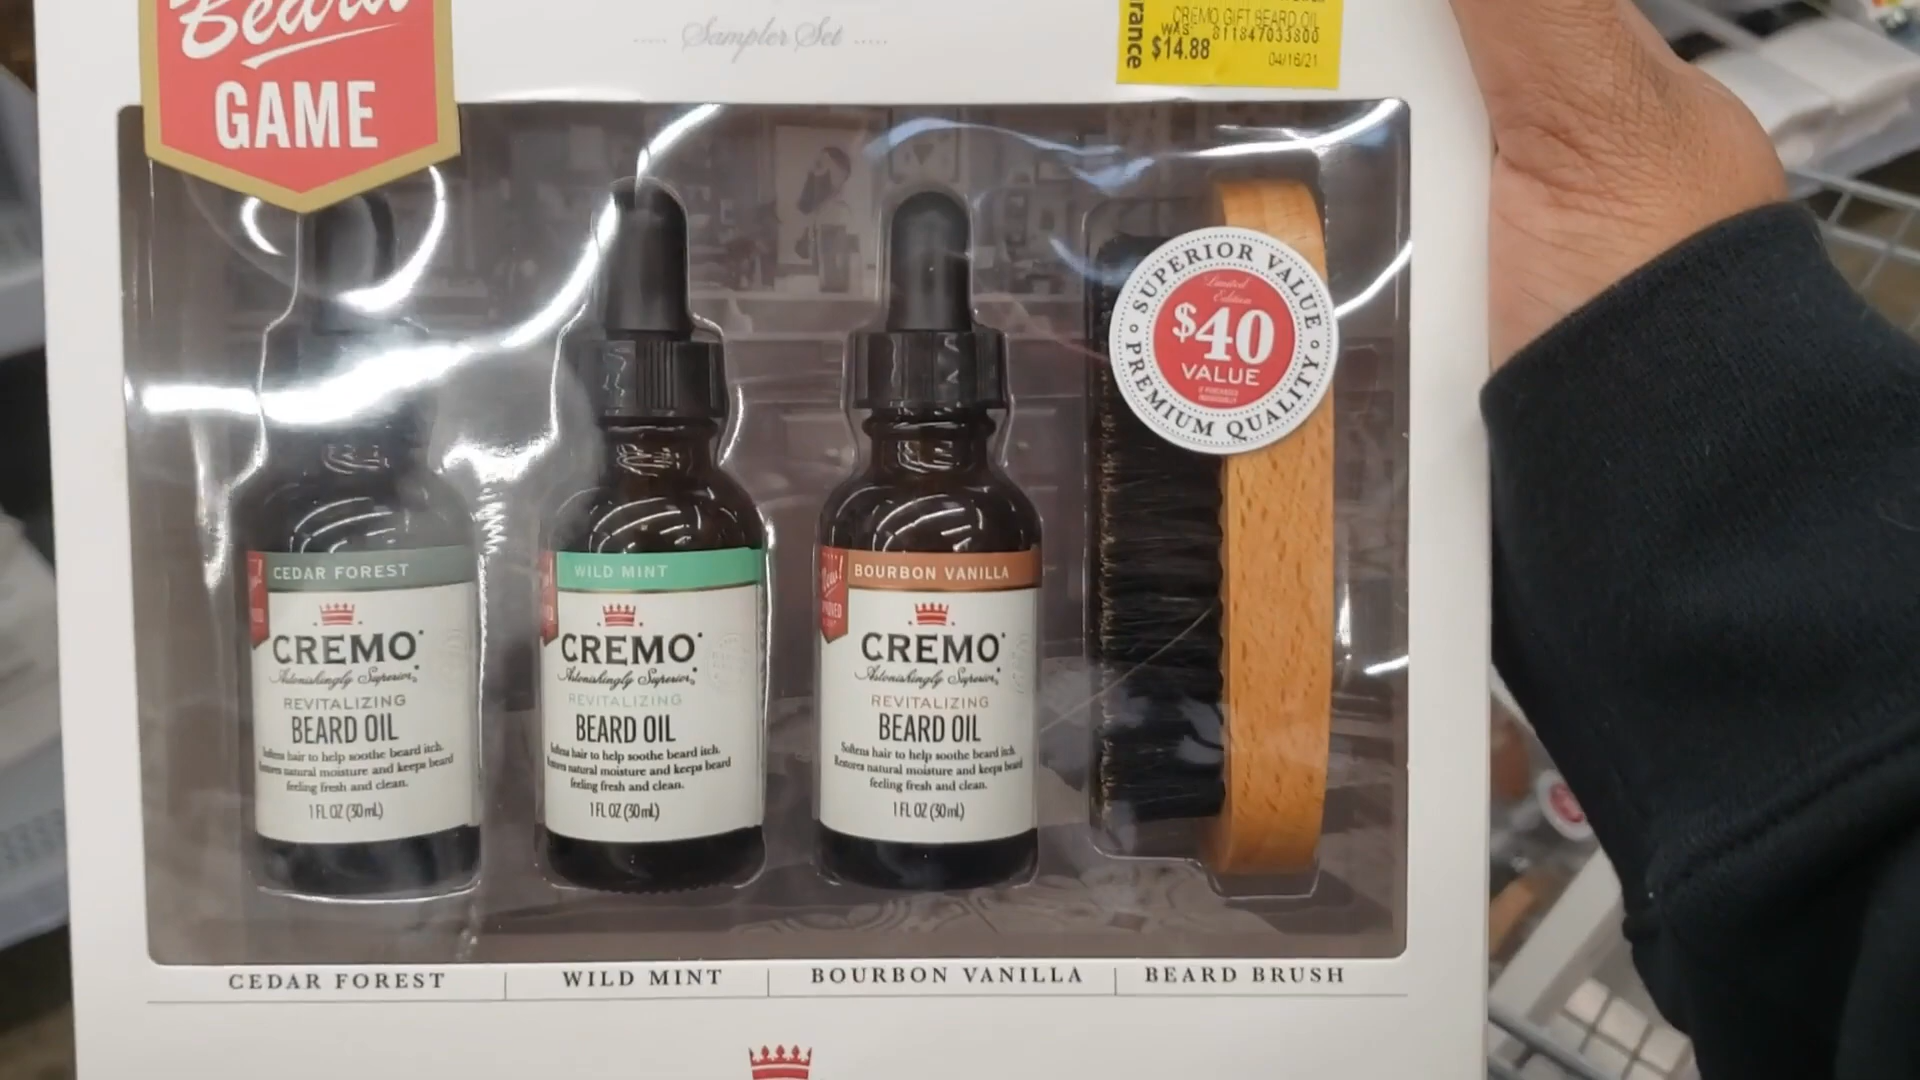 Beard
GAME
Sampler Set
rance
CREMO GIFT BEARD OIL
WAS: 811847033800
$14.88
04/16/21
SUPERIOR VALUE
Limited
Edition
$40
VALUE
PREMIUM QUALITY
CEDAR FOREST
CREMO
Astonishingly Superior
REVITALIZING
BEARD OIL
Softens hair to help soothe beard itch.
Restores natural moisture and keeps beard
feeling fresh and clean.
1 FL OZ (30mL)
WILD MINT
CREMO
Astonishingly Superior
REVITALIZING
BEARD OIL
Softens hair to help soothe beard itch.
Restores natural moisture and keeps beard
feeling fresh and clean.
1 FL OZ (30mL)
New!
BOURBON VANILLA
CREMO
Astonishingly Superior
REVITALIZING
BEARD OIL
Softens hair to help soothe beard itch.
Restores natural moisture and keeps beard
feeling fresh and clean.
1 FL OZ (30mL)
CEDAR FOREST
WILD MINT
BOURBON VANILLA
BEARD BRUSH